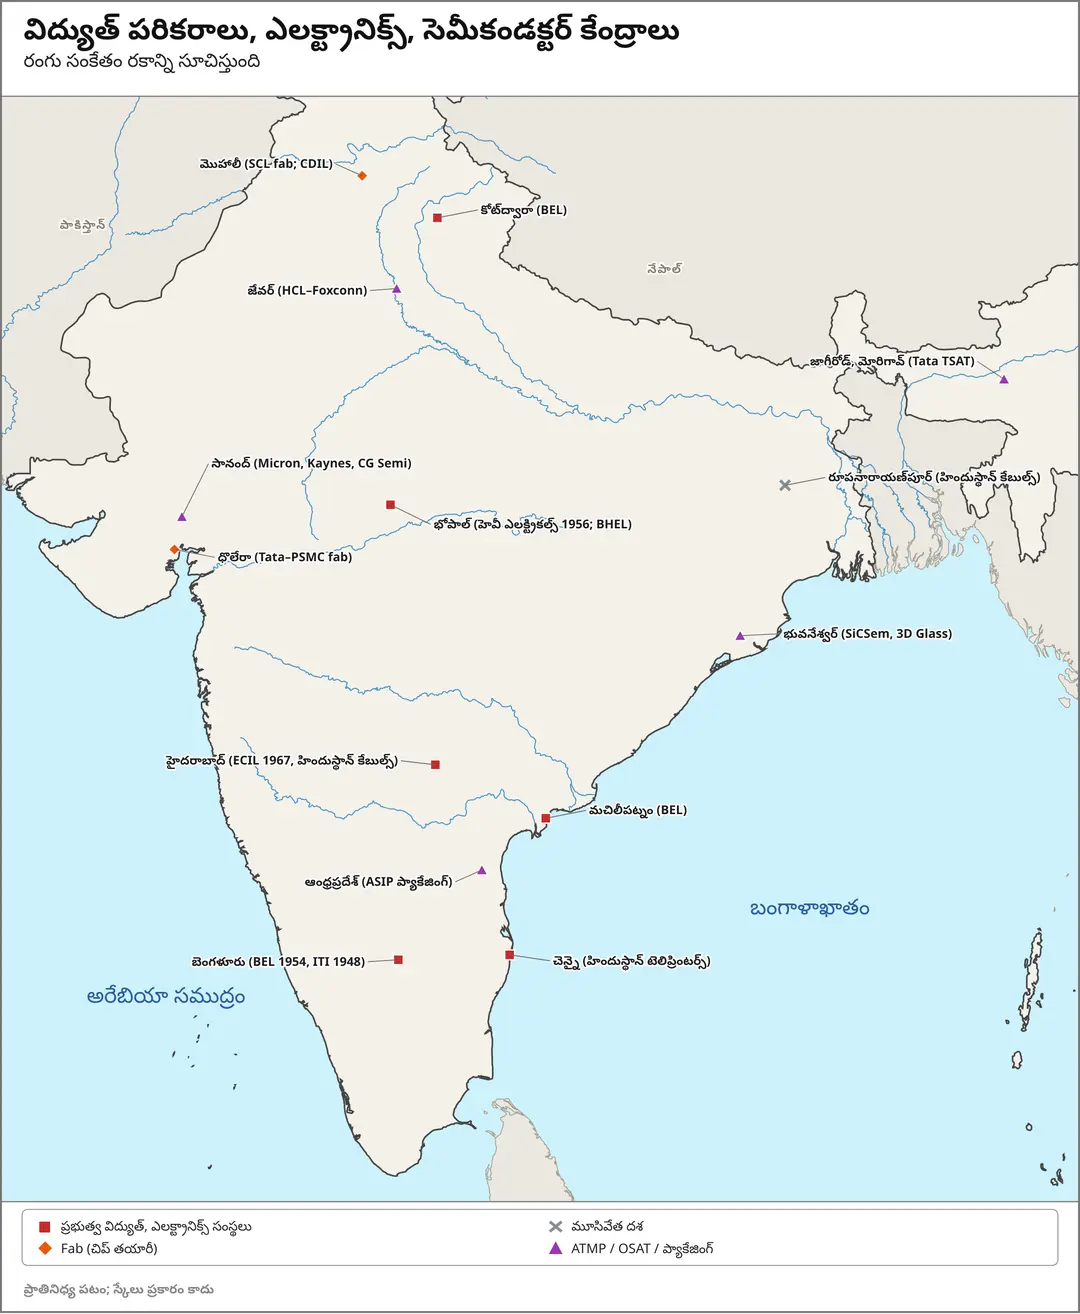 విద్యుత్ పరికరాలు, ఎలక్ట్రానిక్స్, సెమీకండక్టర్ కేంద్రాలు
రంగు సంకేతం రకాన్ని సూచిస్తుంది
మొహాలీ (SCL fab; CDIL)
కోట్‌ద్వారా (BEL)
పాకిస్తాన్
నేపాల్
జేవర్ (HCL–Foxconn)
జాగీరోడ్, మోరిగావ్ (Tata TSAT)
సానంద్ (Micron, Kaynes, CG Semi)
రూపనారాయణ్‌పూర్ (హిందుస్థాన్ కేబుల్స్)
భోపాల్ (హెవీ ఎలక్ట్రికల్స్ 1956; BHEL)
ధొలేరా (Tata–PSMC fab)
భువనేశ్వర్ (SiCSem, 3D Glass)
హైదరాబాద్ (ECIL 1967, హిందుస్థాన్ కేబుల్స్)
మచిలీపట్నం (BEL)
ఆంధ్రప్రదేశ్ (ASIP ప్యాకేజింగ్)
బంగాళాఖాతం
బెంగళూరు (BEL 1954, ITI 1948)
చెన్నై (హిందుస్థాన్ టెలిప్రింటర్స్)
అరేబియా సముద్రం
ప్రభుత్వ విద్యుత్, ఎలక్ట్రానిక్స్ సంస్థలు
మూసివేత దశ
Fab (చిప్ తయారీ)
ATMP / OSAT / ప్యాకేజింగ్
ప్రాతినిధ్య పటం; స్కేలు ప్రకారం కాదు